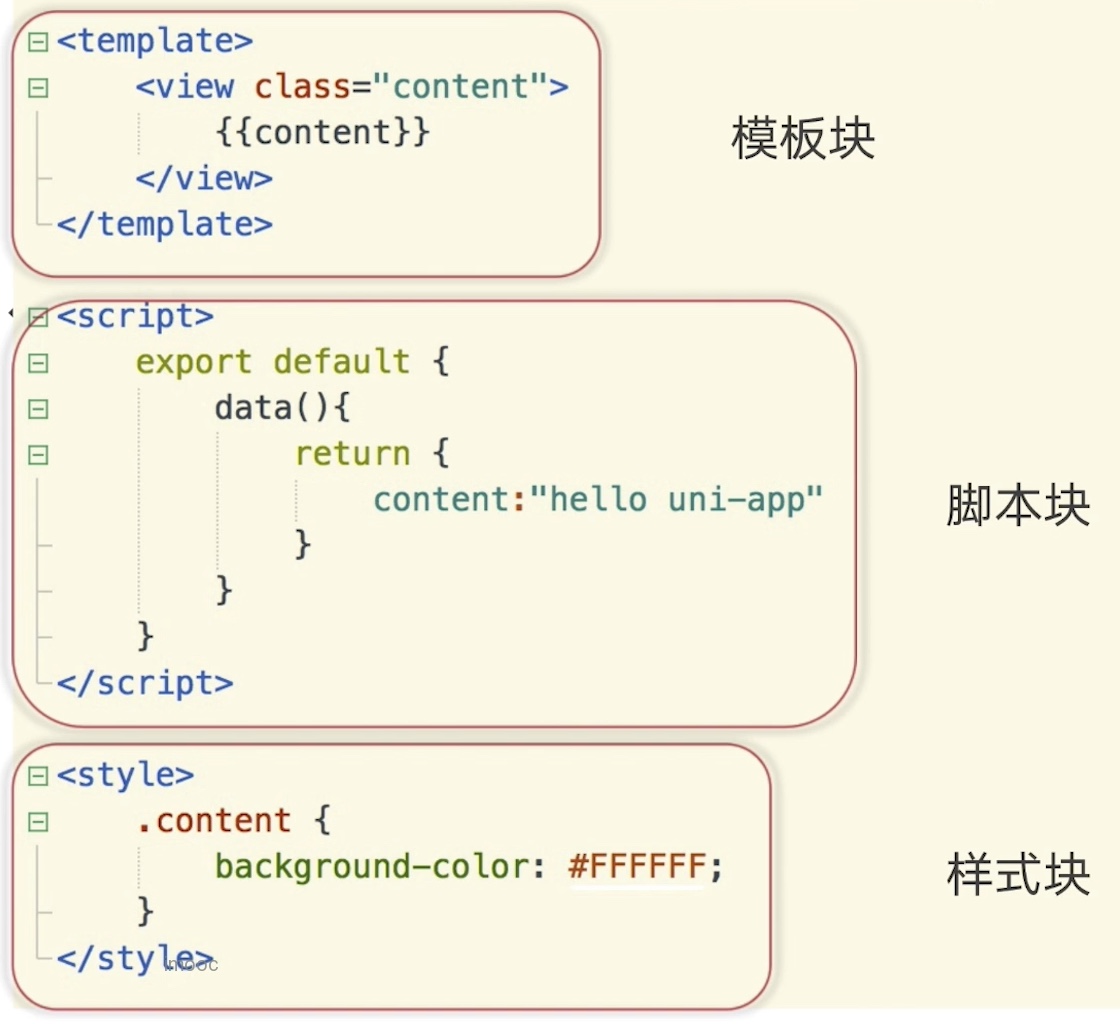 <template>
<view class="content">
{{content}}
</view>
</template>
模板块
<script>
export default {
data(){
return {
content:"hello uni-app"
}
}
}
</script>
脚本块
<style>
.content {
background-color: #FFFFFF;
}
</style>
imooc
样式块